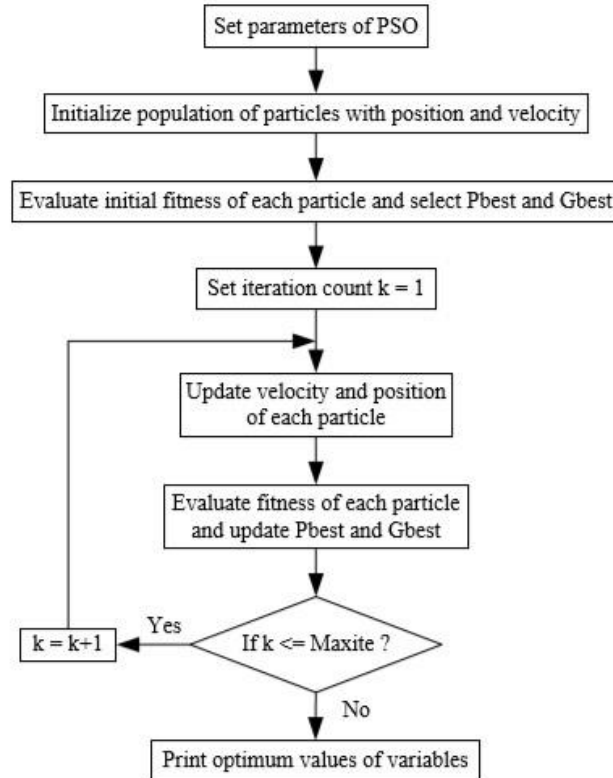 Set parameters of PSO
Initialize population of particles with position and velocity
Evaluate initial fitness of each particle and select Pbest and Gbest
Set iteration count k = 1
Update velocity and position
of each particle
Evaluate fitness of each particle
and update Pbest and Gbest
Yes
k = k+1
If k <= Maxite ?
No
Print optimum values of variables